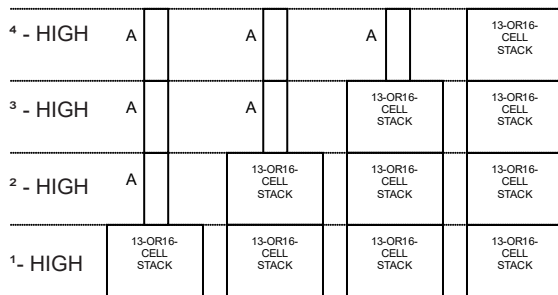 ⁴ - HIGH A A A 13-OR16-
CELL
STACK
³ - HIGH A A 13-OR16-
CELL
STACK 13-OR16-
CELL
STACK
² - HIGH A 13-OR16-
CELL
STACK 13-OR16-
CELL
STACK 13-OR16-
CELL
STACK
¹- HIGH 13-OR16-
CELL
STACK 13-OR16-
CELL
STACK 13-OR16-
CELL
STACK 13-OR16-
CELL
STACK